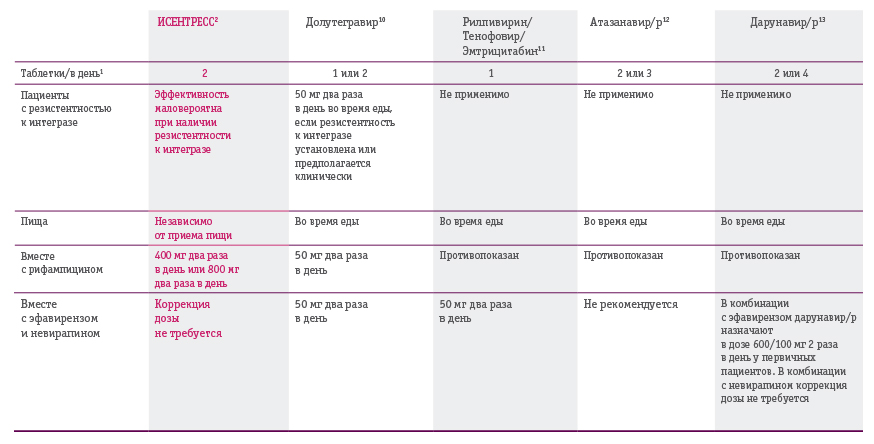 ИСЕНТРЕСС²
Долутегравир¹⁰
Рилпивирин/
Тенофовир/
Эмтрицитабин¹¹
Атазанавир/р¹²
Дарунавир/р¹³
Таблетки/в день¹
2
1 или 2
1
2 или 3
2 или 4
Пациенты
с резистентностью
к интегразе
Эффективность
маловероятна
при наличии
резистентности
к интегразе
50 мг два раза
в день во время еды,
если резистентность
к интегразе
установлена или
предполагается
клинически
Не применимо
Не применимо
Не применимо
Пища
Независимо
от приема пищи
Во время еды
Во время еды
Во время еды
Во время еды
Вместе
с рифампицином
400 мг два раза
в день или 800 мг
два раза в день
50 мг два раза
в день
Противопоказан
Противопоказан
Противопоказан
Вместе
с эфавирензом
и невирапином
Коррекция
дозы
не требуется
50 мг два раза
в день
50 мг два раза
в день
Не рекомендуется
В комбинации
с эфавирензом дарунавир/р
назначают
в дозе 600/100 мг 2 раза
в день у первичных
пациентов. В комбинации
с невирапином коррекция
дозы не требуется